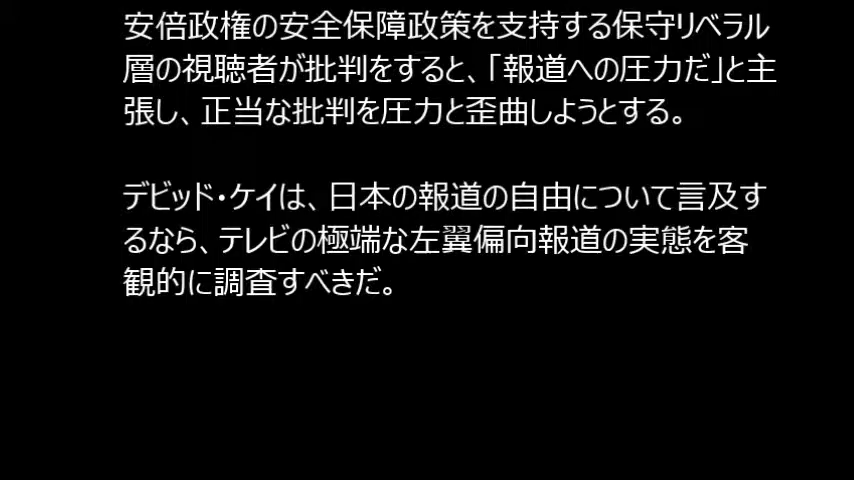 安倍政権の安全保障政策を支持する保守リベラル
層の視聴者が批判をすると、「報道への圧力だ」と主
張し、正当な批判を圧力と歪曲しようとする。
デビッド・ケイは、日本の報道の自由について言及す
るなら、テレビの極端な左翼偏向報道の実態を客
観的に調査すべきだ。